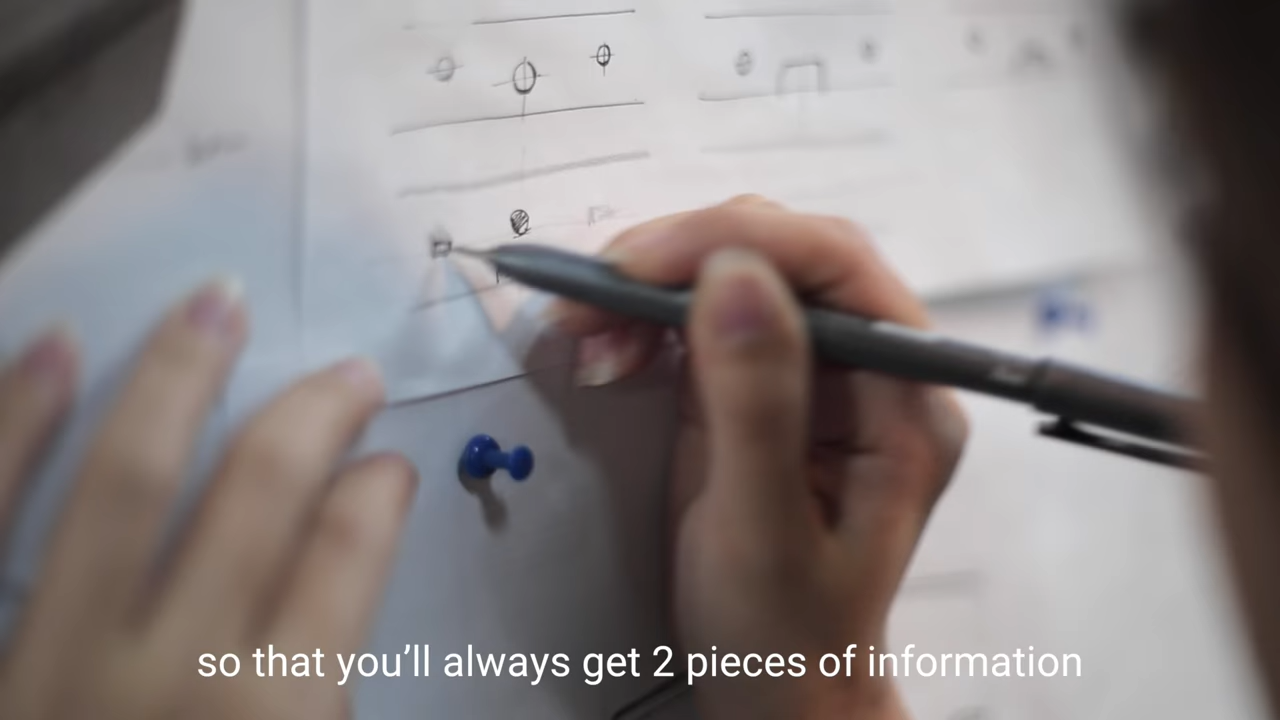 so that you’ll always get 2 pieces of information